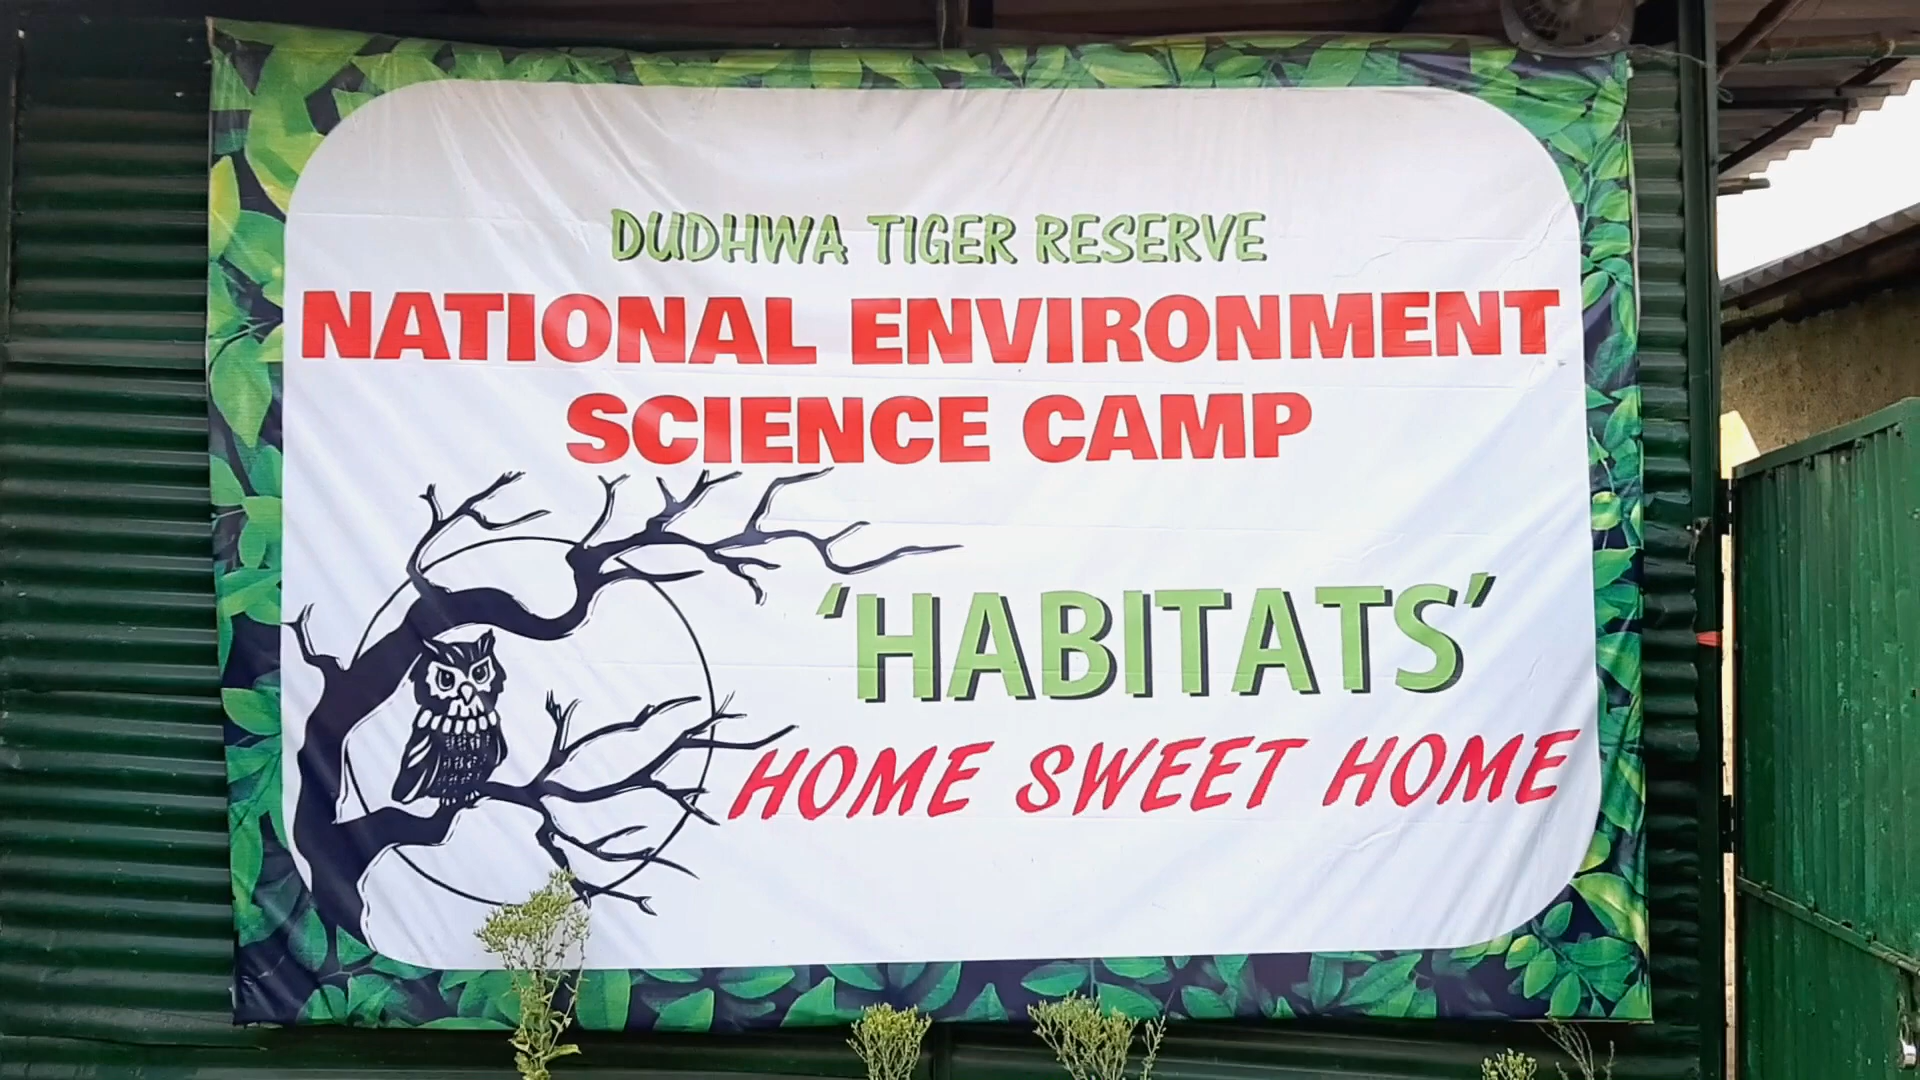 DUDHWA TIGER RESERVE
NATIONAL ENVIRONMENT
SCIENCE CAMP
'HABITATS'
HOME SWEET HOME